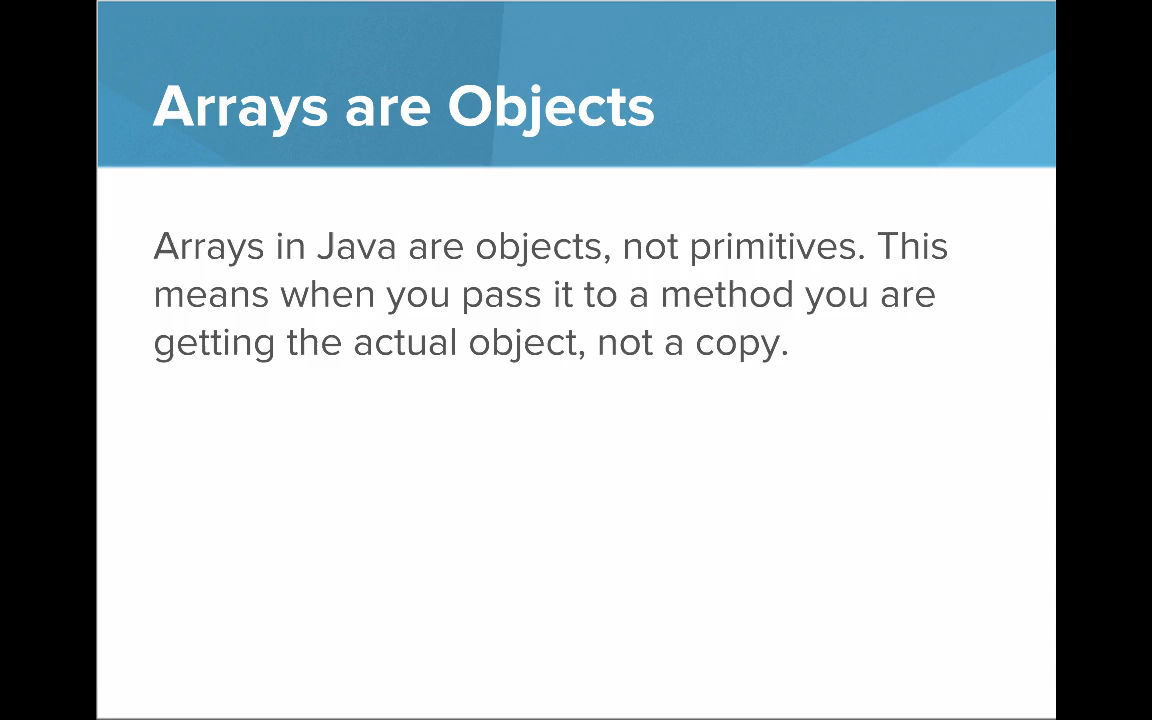 Arrays are Objects
Arrays in Java are objects, not primitives. This
means when you pass it to a method you are
getting the actual object, not a copy.